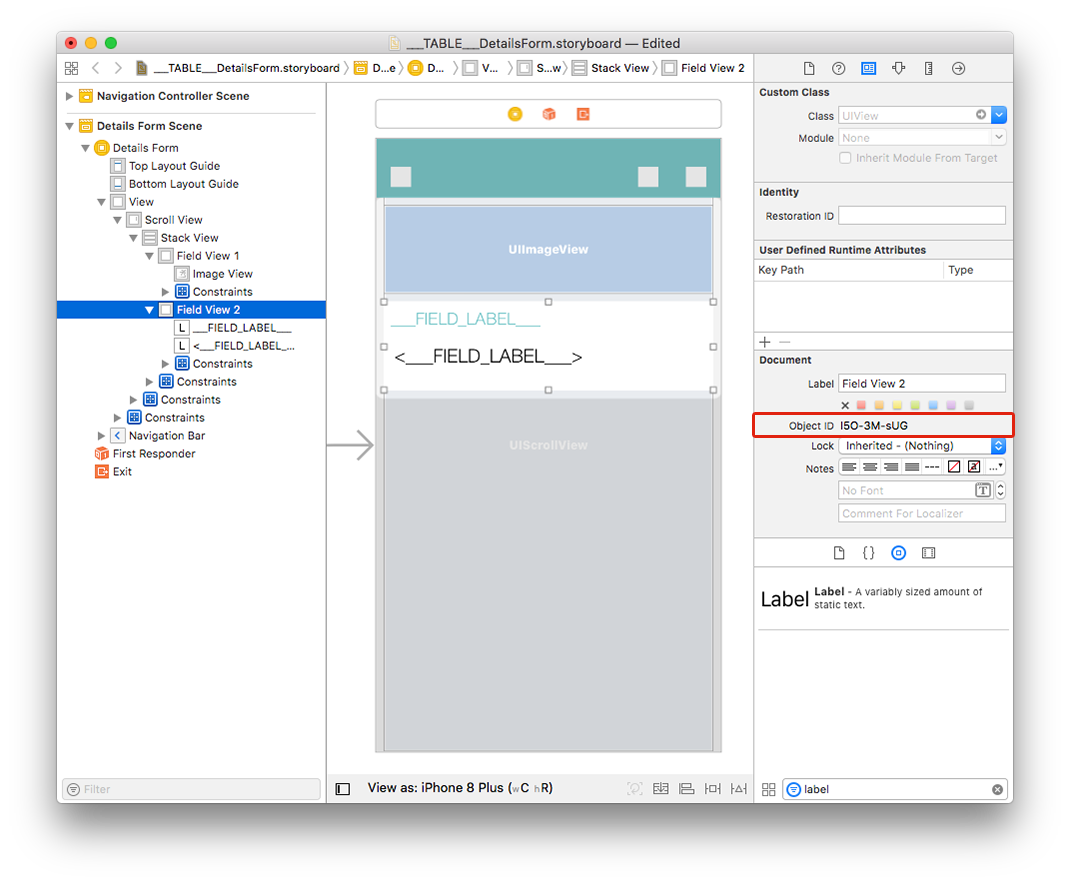 ___TABLE___DetailsForm.storyboard — Edited
___TABLE___DetailsForm.storyboard
D...e
D...
V...
S...w
Stack View
Field View 2
Navigation Controller Scene
Details Form Scene
Details Form
Top Layout Guide
Bottom Layout Guide
View
Scroll View
Stack View
Field View 1
Image View
Constraints
Field View 2
L ___FIELD_LABEL___
L <___FIELD_LABEL_...
Constraints
Constraints
Constraints
Constraints
Navigation Bar
First Responder
Exit
Filter
UIImageView
___FIELD_LABEL___
<___FIELD_LABEL___>
UIScrollView
View as: iPhone 8 Plus (wC hR)
Custom Class
Class UIView
Module None
Inherit Module From Target
Identity
Restoration ID
User Defined Runtime Attributes
Key Path Type
Document
Label Field View 2
Object ID I5O-3M-sUG
Lock Inherited - (Nothing)
Notes
No Font
Comment For Localizer
Label Label - A variably sized amount of
static text.
label